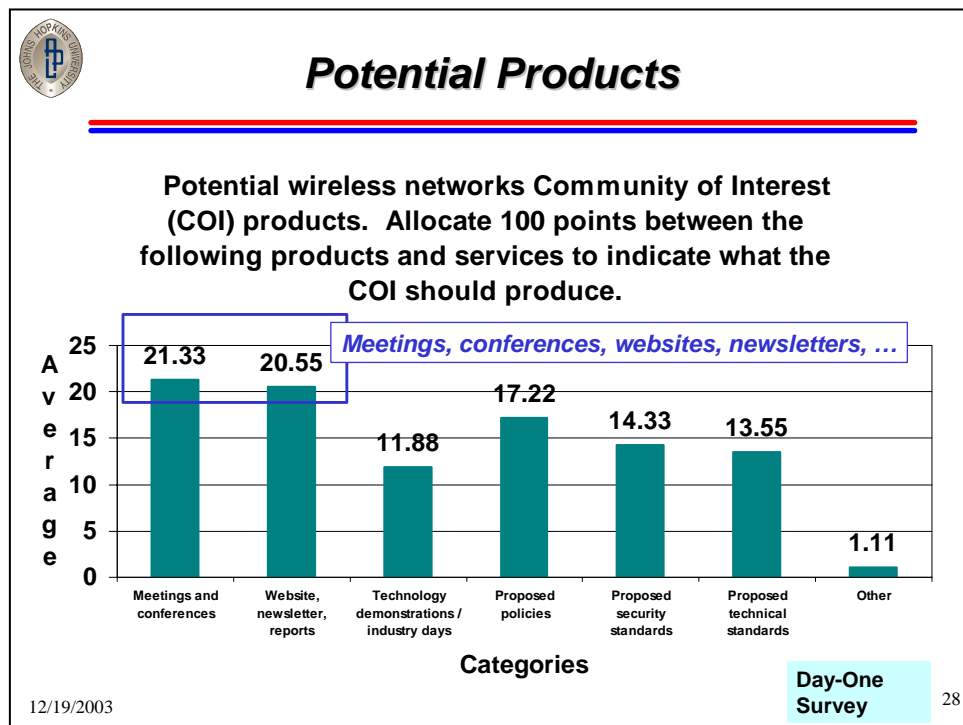 THE JOHNS HOPKINS UNIVERSITY
APL
Potential Products
Potential wireless networks Community of Interest
(COI) products. Allocate 100 points between the
following products and services to indicate what the
COI should produce.
Meetings, conferences, websites, newsletters, …
Average
25
20
15
10
5
0
21.33
20.55
11.88
17.22
14.33
13.55
1.11
Meetings and
conferences
Website,
newsletter,
reports
Technology
demonstrations /
industry days
Proposed
policies
Proposed
security
standards
Proposed
technical
standards
Other
Categories
Day-One
Survey
12/19/2003
28